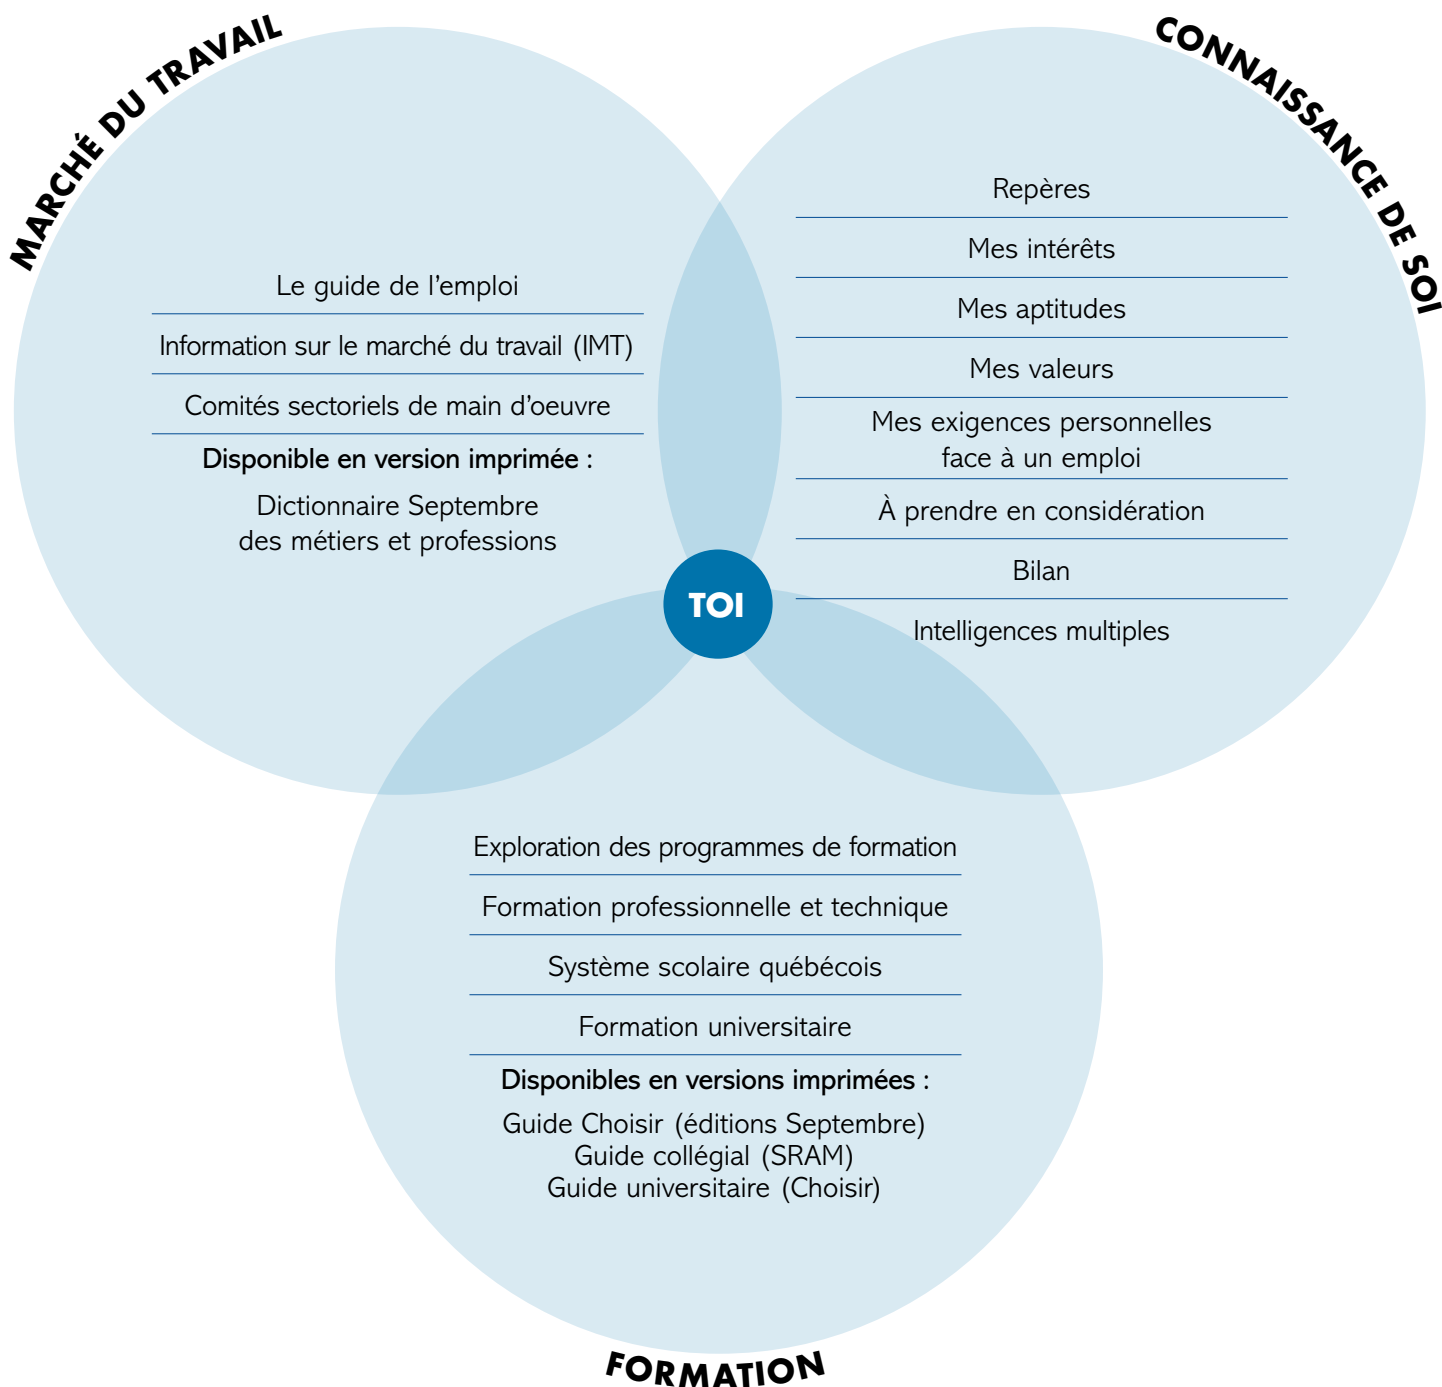 MARCHÉ DU TRAVAIL
Le guide de l’emploi
Information sur le marché du travail (IMT)
Comités sectoriels de main d’oeuvre
Disponible en version imprimée :
Dictionnaire Septembre
des métiers et professions
CONNAISSANCE DE SOI
Repères
Mes intérêts
Mes aptitudes
Mes valeurs
Mes exigences personnelles
face à un emploi
À prendre en considération
Bilan
Intelligences multiples
TOI
Exploration des programmes de formation
Formation professionnelle et technique
Système scolaire québécois
Formation universitaire
Disponibles en versions imprimées :
Guide Choisir (éditions Septembre)
Guide collégial (SRAM)
Guide universitaire (Choisir)
FORMATION